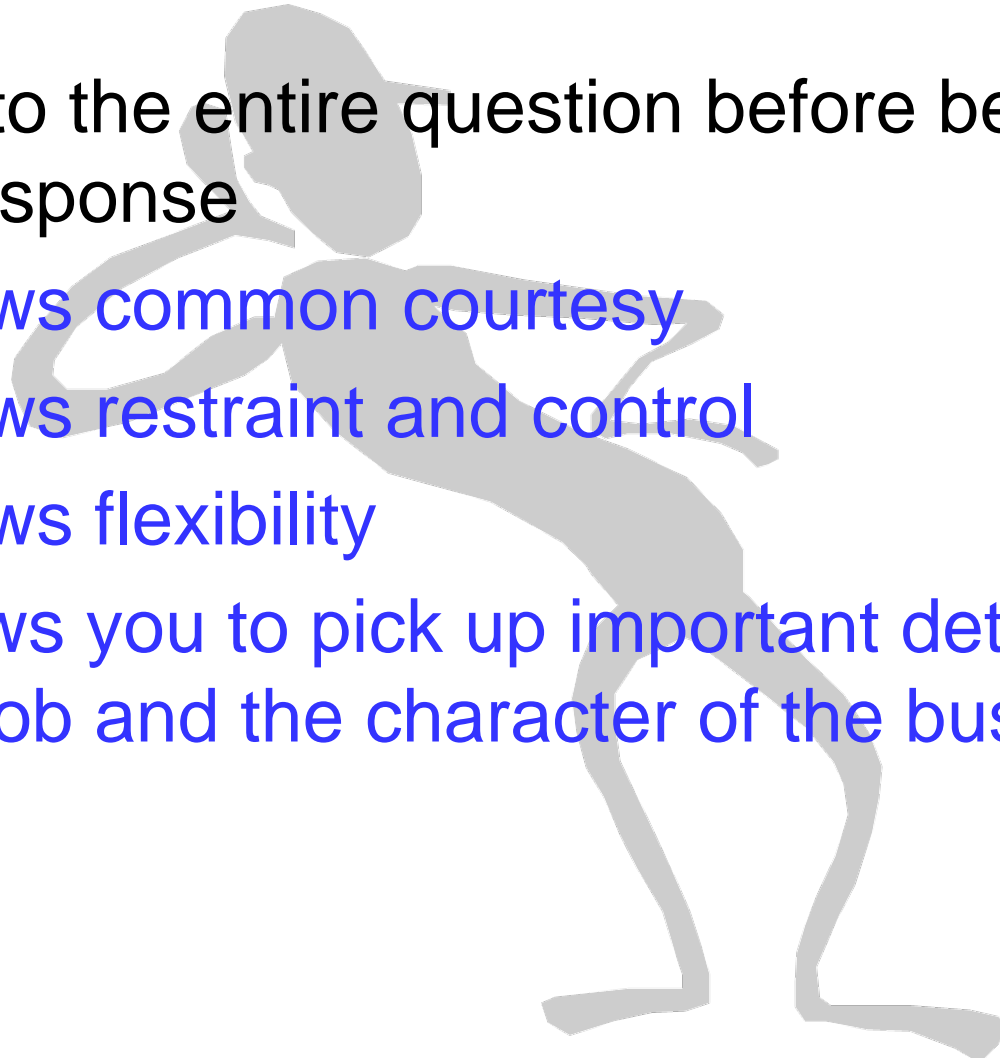 to the entire question before be
sponse
ws common courtesy
ws restraint and control
ws flexibility
ws you to pick up important det
ob and the character of the bus